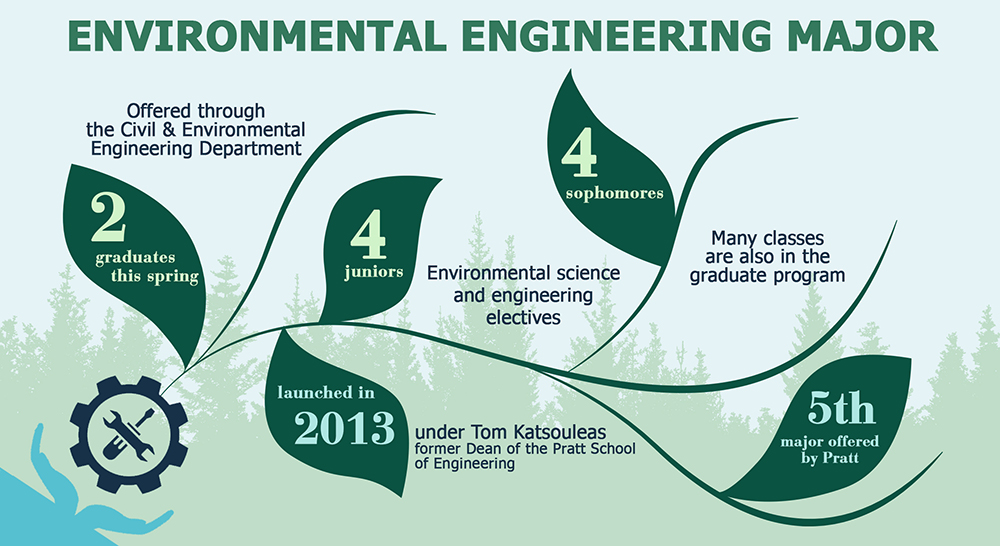 ENVIRONMENTAL ENGINEERING MAJOR
Offered through
the Civil & Environmental
Engineering Department
2
graduates
this spring
4
juniors
4
sophomores
Environmental science
and engineering
electives
Many classes
are also in the
graduate program
launched in
2013
under Tom Katsouleas
former Dean of the Pratt School
of Engineering
5th
major offered
by Pratt